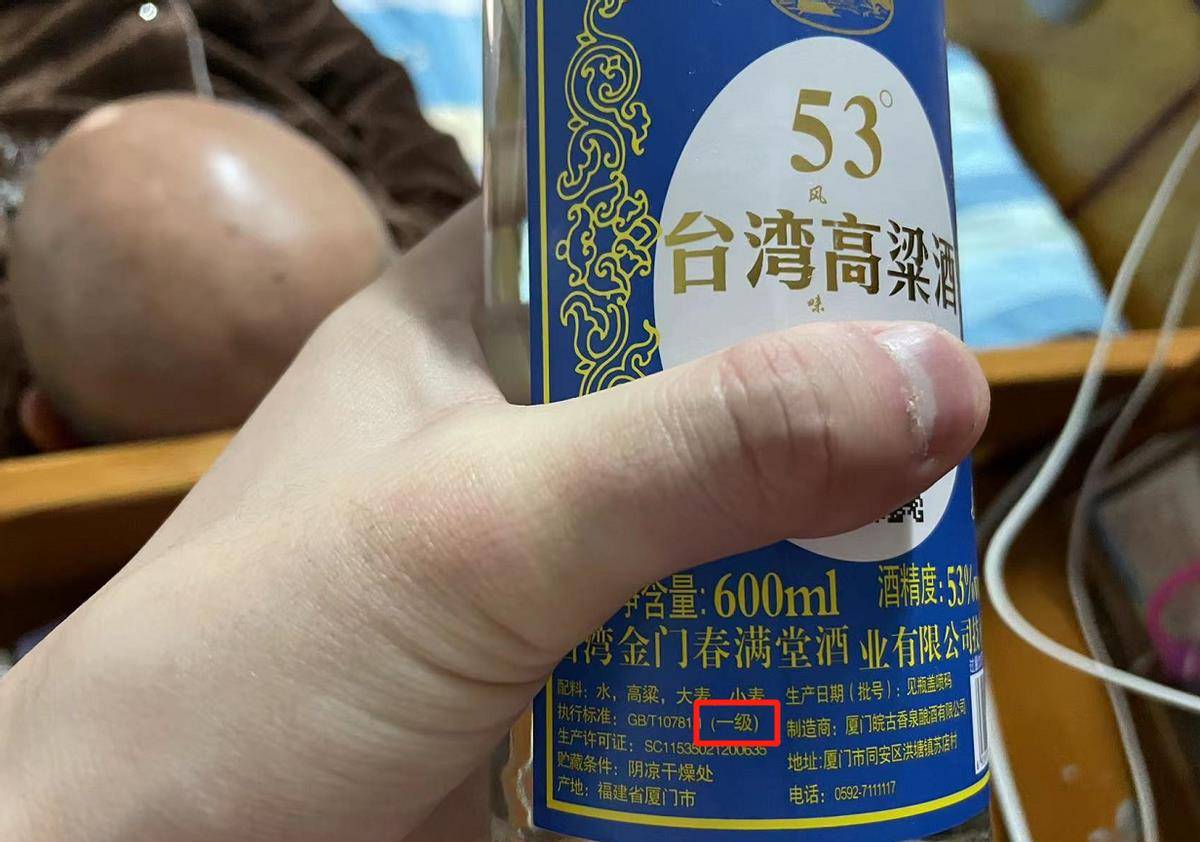 53°
风
台湾高粱酒
味
净含量: 600ml 酒精度: 53%
湾金门春满堂酒业有限公司技
配料: 水, 高粱, 大麦, 小麦
执行标准: GB/T10781 (一级)
生产许可证: SC11535021200635
贮藏条件: 阴凉干燥处
产地: 福建省厦门市
生产日期 (批号): 见瓶盖喷码
制造商: 厦门皖古香泉酿酒有限公司
地址: 厦门市同安区洪塘镇苏店村
电话: 0592-7111117